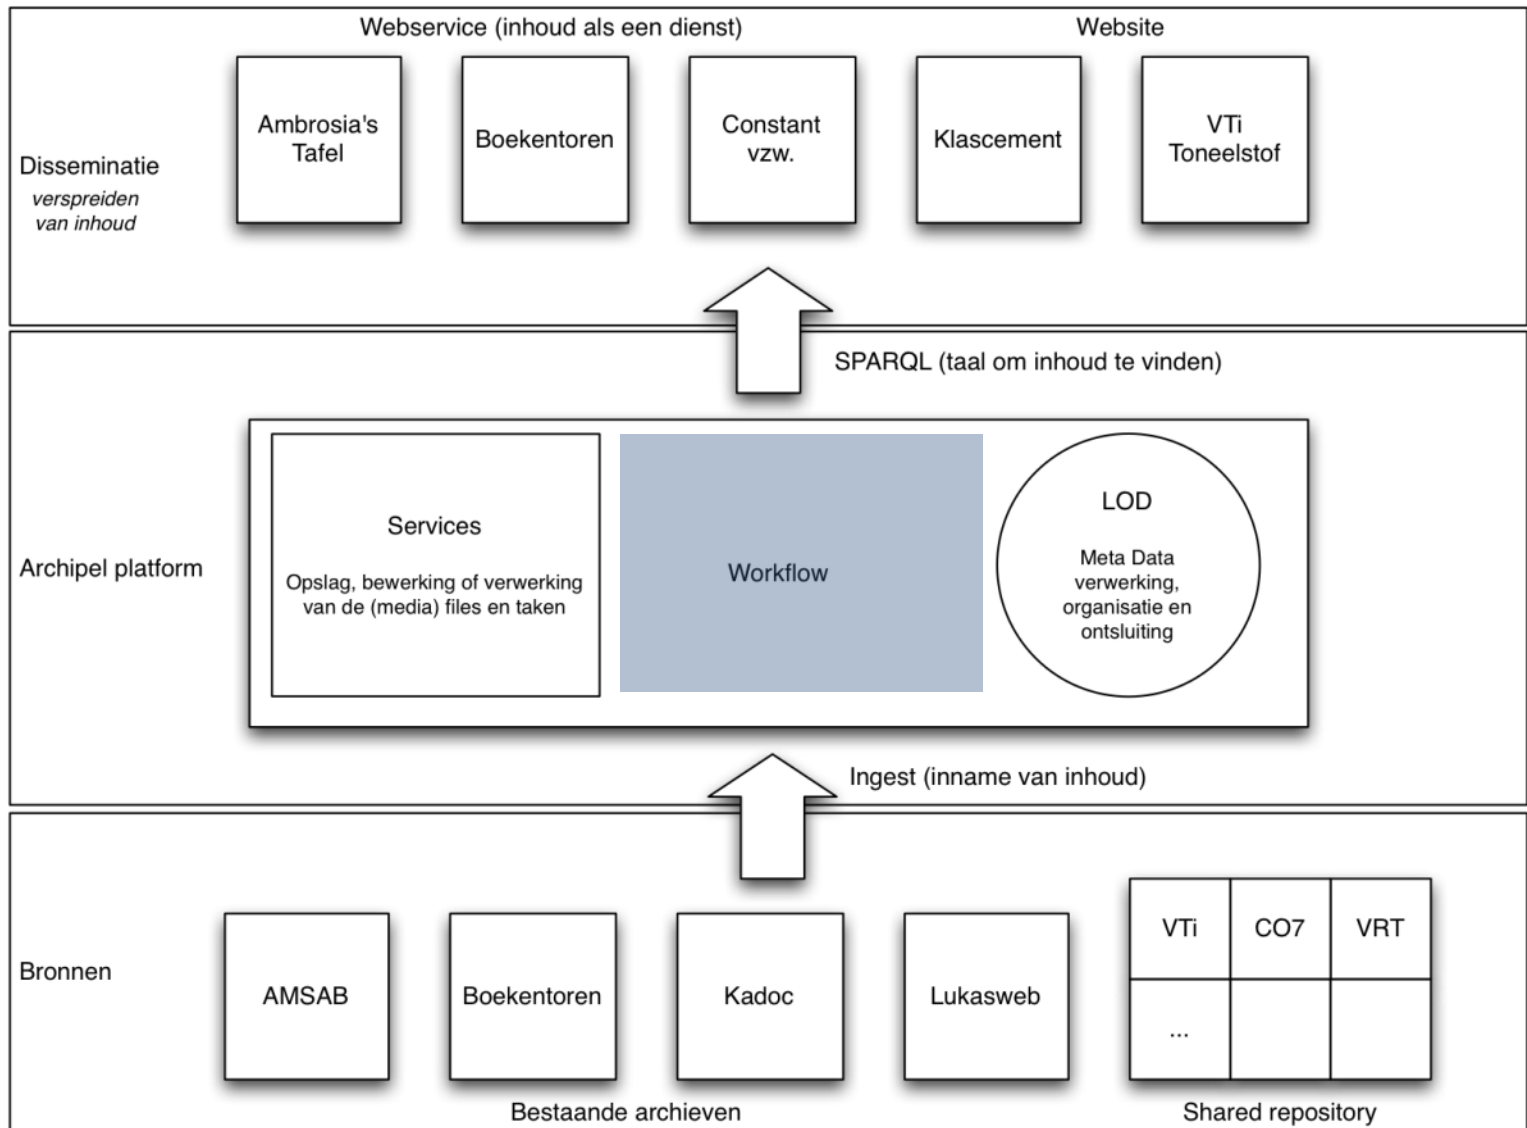 Webservice (inhoud als een dienst)
Website
Ambrosia's
Tafel
Boekentoren
Constant
vzw.
Klascement
VTi
Toneelstof
Disseminatie
verspreiden
van inhoud
SPARQL (taal om inhoud te vinden)
Archipel platform
Services
Opslag, bewerking of verwerking
van de (media) files en taken
Workflow
LOD
Meta Data
verwerking,
organisatie en
ontsluiting
Ingest (inname van inhoud)
Bronnen
AMSAB
Boekentoren
Kadoc
Lukasweb
VTi
CO7
VRT
...
Bestaande archieven
Shared repository